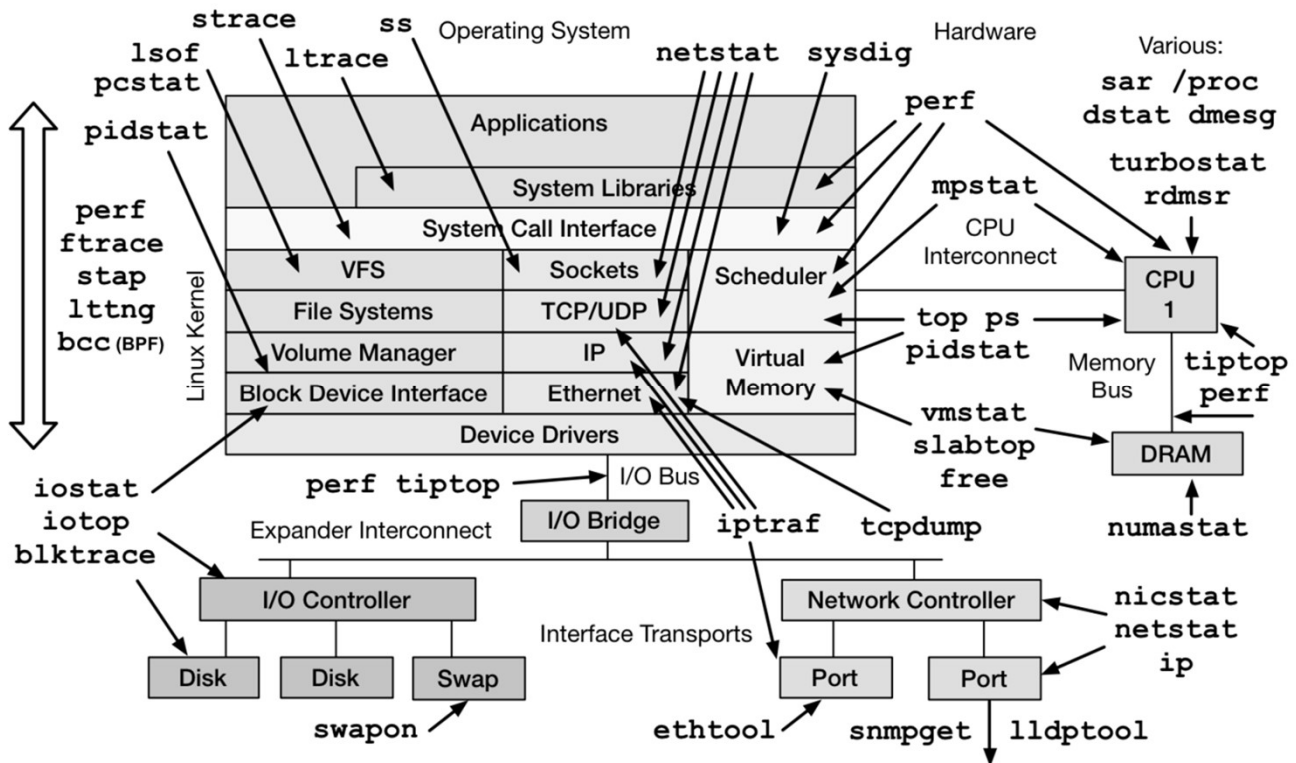 strace
ss
Operating System
Hardware
Various:
lsof
pcstat
ltrace
netstat
sysdig
sar /proc
dstat dmesg
perf
pidstat
Applications
turbostat
rdmsr
mpstat
System Libraries
perf
ftrace
stap
lttng
bcc (BPF)
Linux Kernel
System Call Interface
CPU
Interconnect
VFS
Sockets
Scheduler
CPU
1
File Systems
TCP/UDP
top ps
pidstat
Volume Manager
IP
Virtual
Memory
Memory
Bus
tiptop
perf
Block Device Interface
Ethernet
vmstat
slabtop
free
Device Drivers
DRAM
iostat
iotop
blktrace
perf tiptop
I/O Bus
I/O Bridge
iptraf
tcpdump
numastat
Expander Interconnect
I/O Controller
Network Controller
nicstat
netstat
ip
Interface Transports
Disk
Disk
Swap
Port
Port
swapon
ethtool
snmpget
lldptool